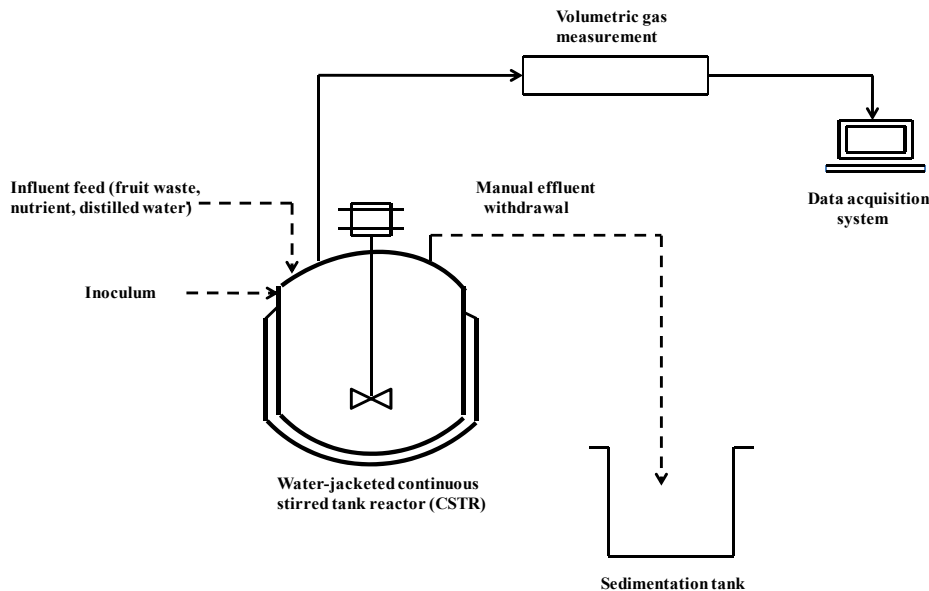 Volumetric gas
measurement
Influent feed (fruit waste,
nutrient, distilled water)
Manual effluent
withdrawal
Data acquisition
system
Inoculum
Water-jacketed continuous
stirred tank reactor (CSTR)
Sedimentation tank